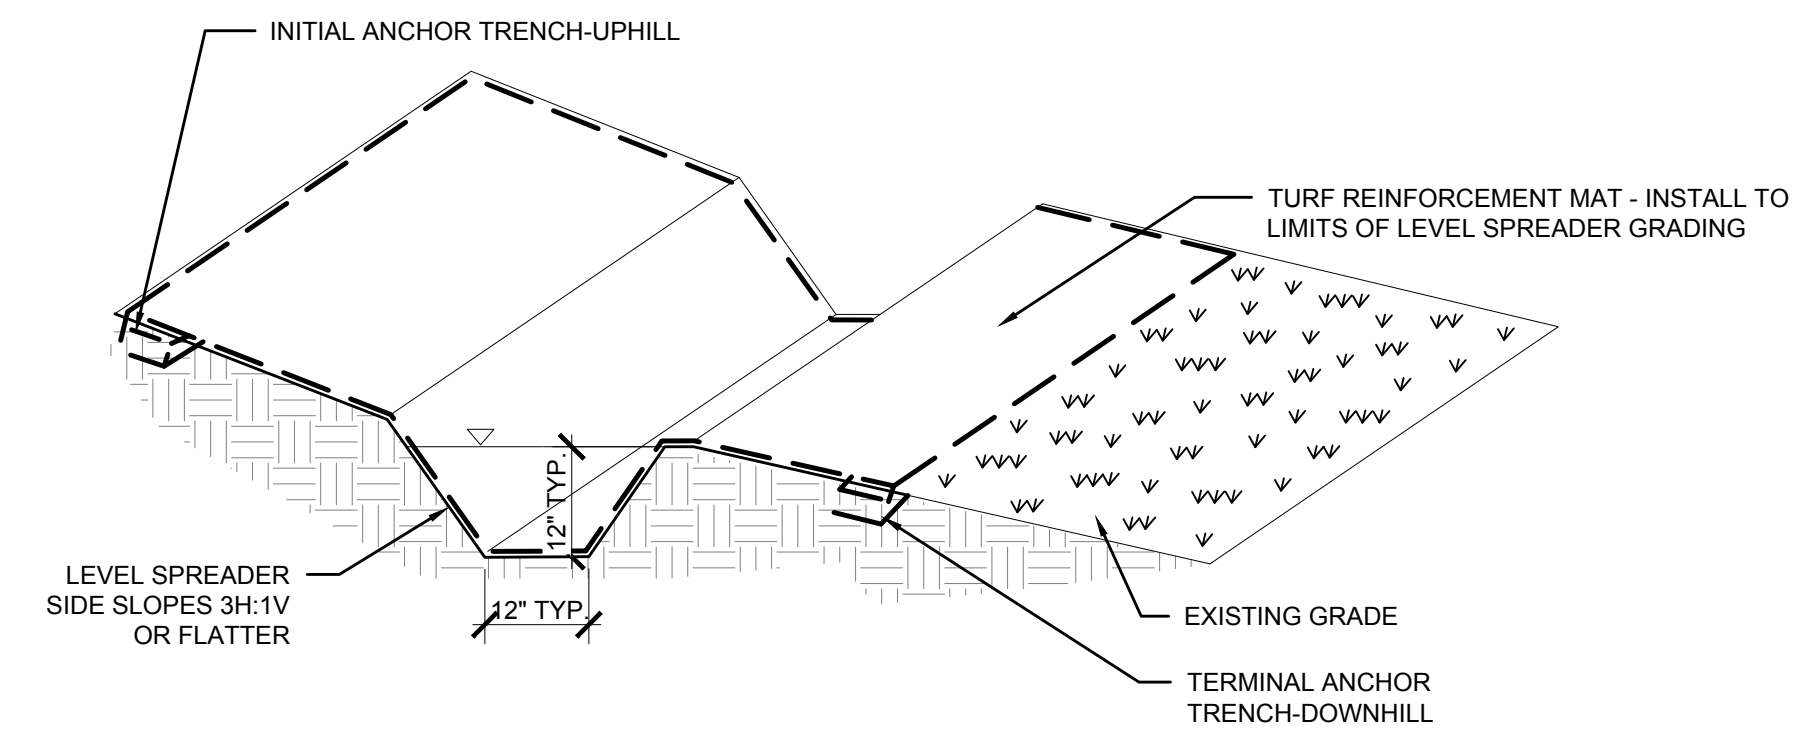 INITIAL ANCHOR TRENCH-UPHILL
TURF REINFORCEMENT MAT - INSTALL TO
LIMITS OF LEVEL SPREADER GRADING
12" TYP.
LEVEL SPREADER
SIDE SLOPES 3H:1V
OR FLATTER
12" TYP.
EXISTING GRADE
TERMINAL ANCHOR
TRENCH-DOWNHILL